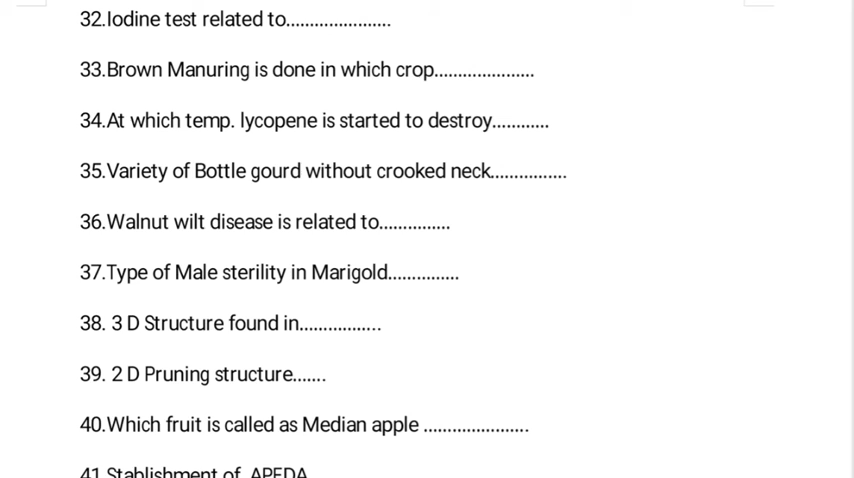 32.Iodine test related to......................
33.Brown Manuring is done in which crop.....................
34.At which temp. lycopene is started to destroy............
35.Variety of Bottle gourd without crooked neck................
36.Walnut wilt disease is related to...............
37.Type of Male sterility in Marigold...............
38. 3 D Structure found in.................
39. 2 D Pruning structure.......
40.Which fruit is called as Median apple ......................
41.Stablishment of APEDA